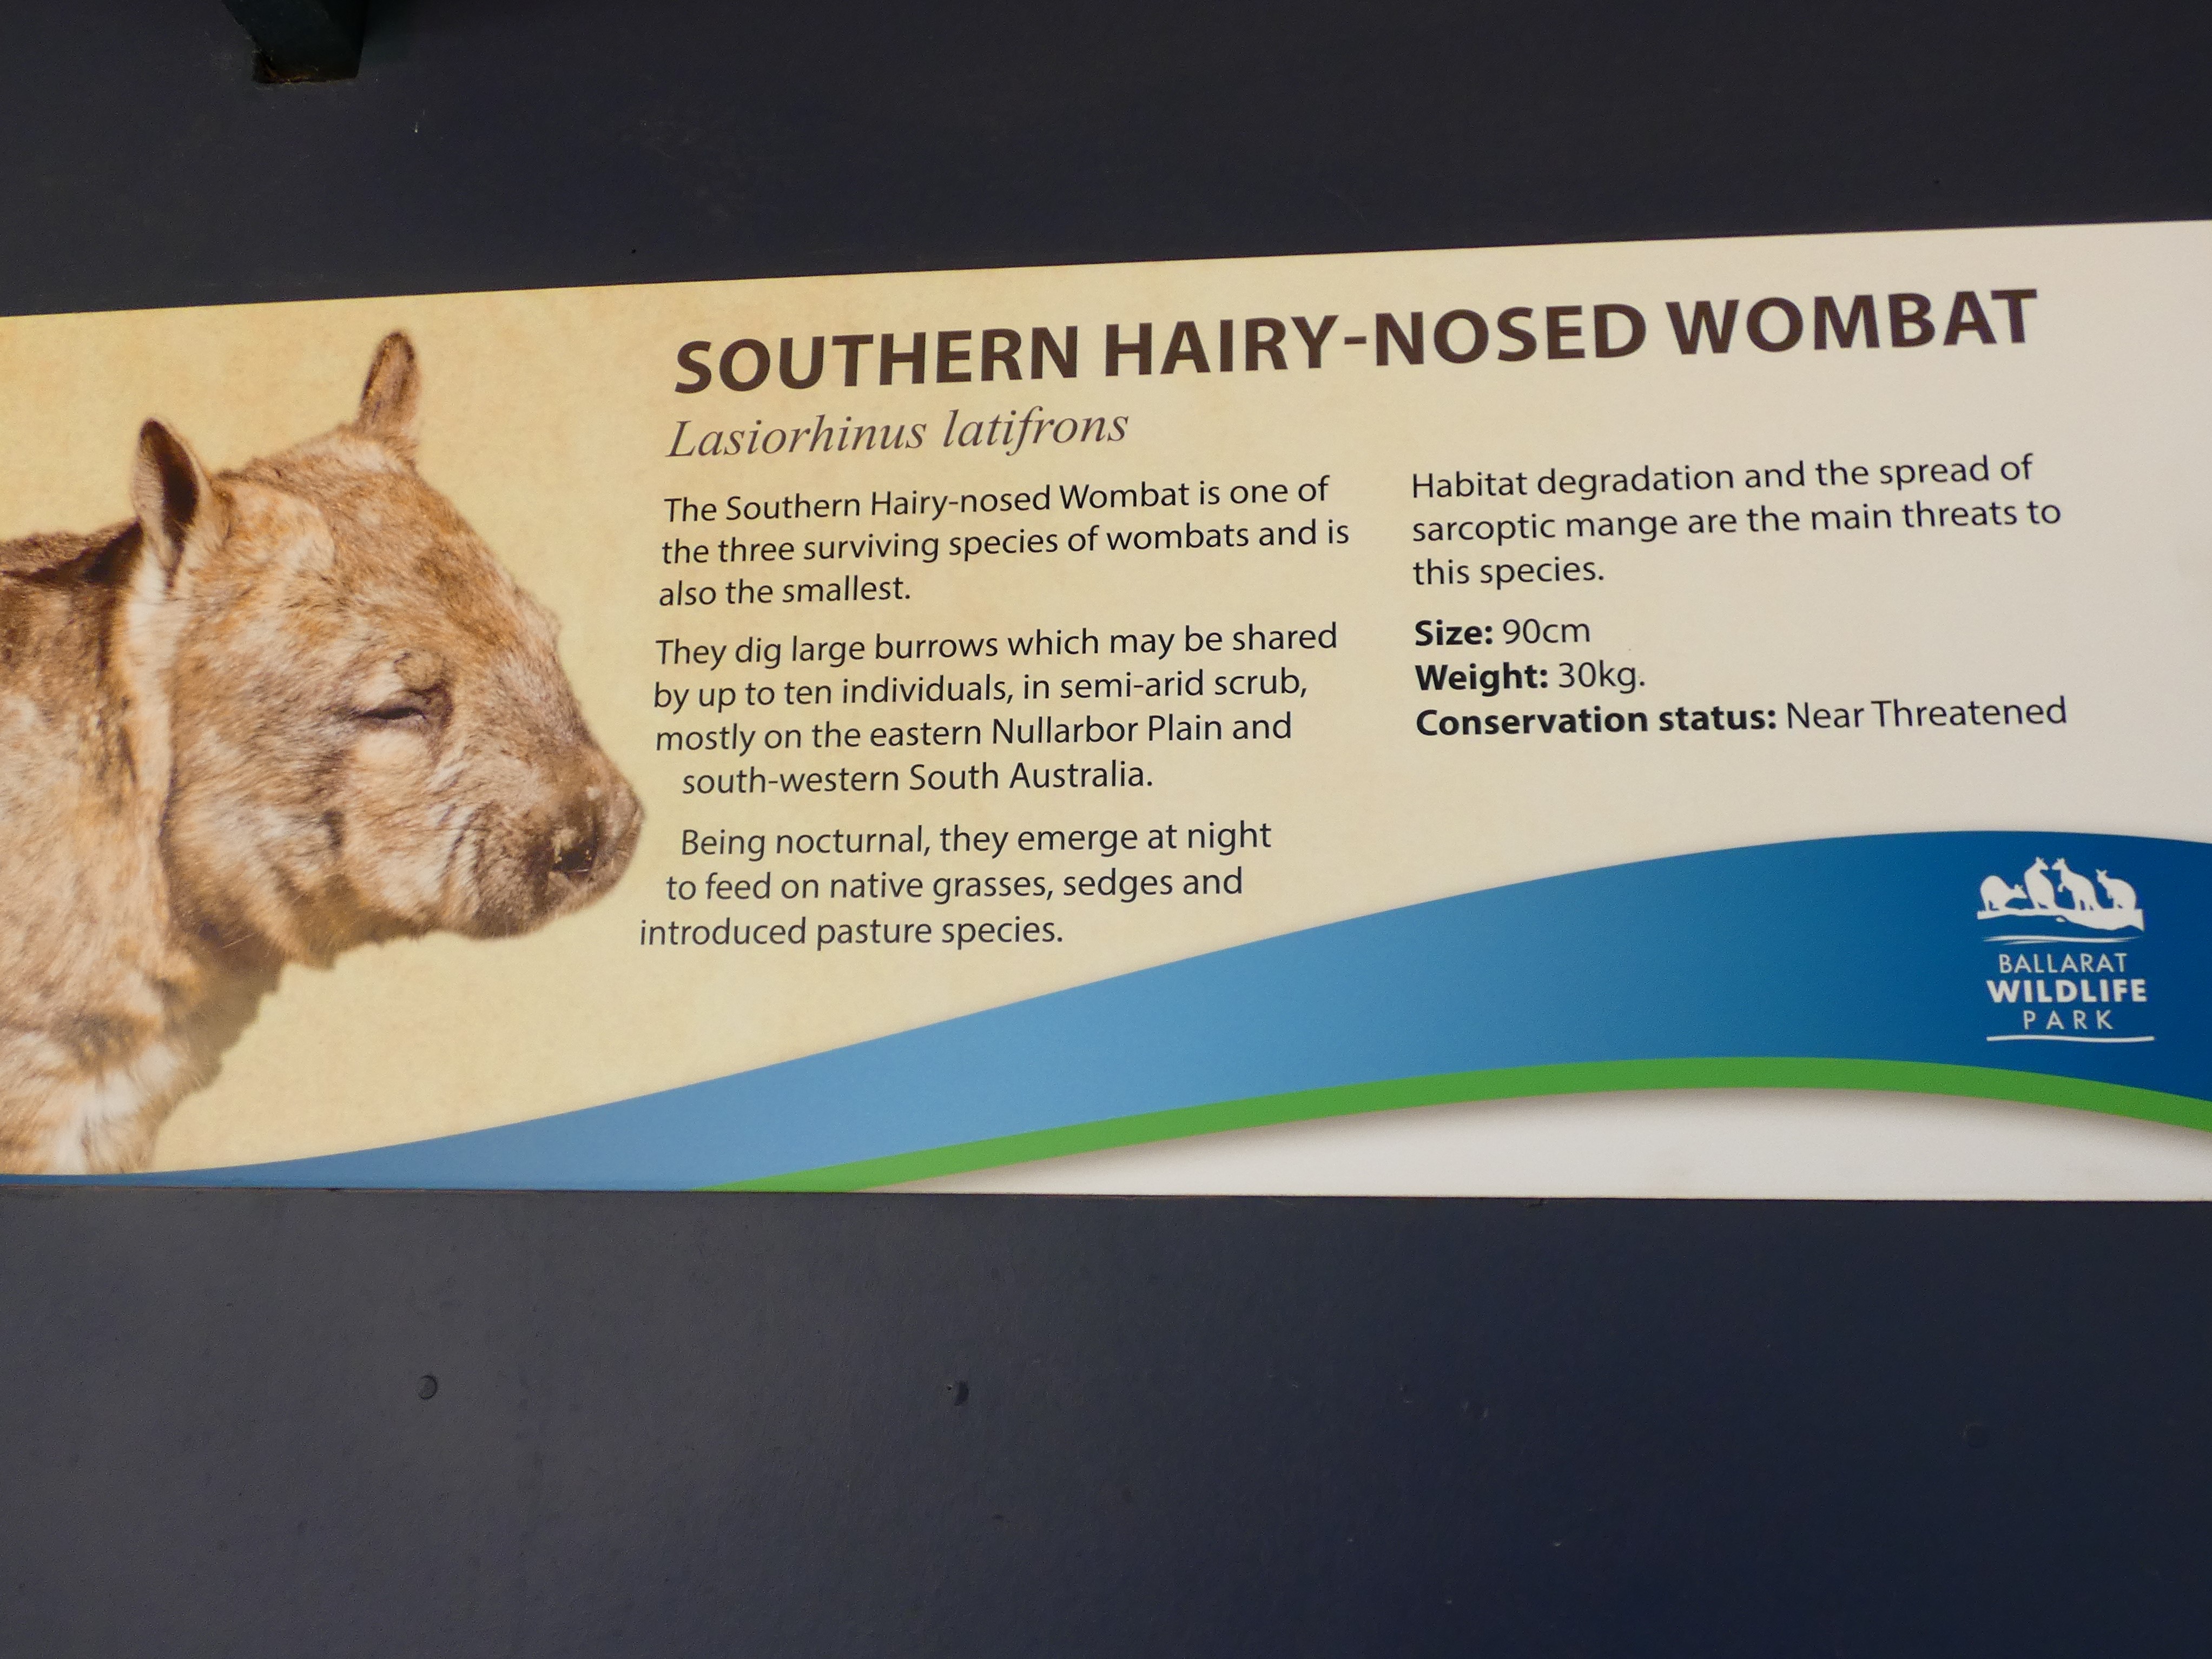 SOUTHERN HAIRY-NOSED WOMBAT
Lasiorhinus latifrons
The Southern Hairy-nosed Wombat is one of
the three surviving species of wombats and is
also the smallest.
They dig large burrows which may be shared
by up to ten individuals, in semi-arid scrub,
mostly on the eastern Nullarbor Plain and
south-western South Australia.
Being nocturnal, they emerge at night
to feed on native grasses, sedges and
introduced pasture species.
Habitat degradation and the spread of
sarcoptic mange are the main threats to
this species.
Size: 90cm
Weight: 30kg.
Conservation status: Near Threatened
BALLARAT
WILDLIFE
PARK